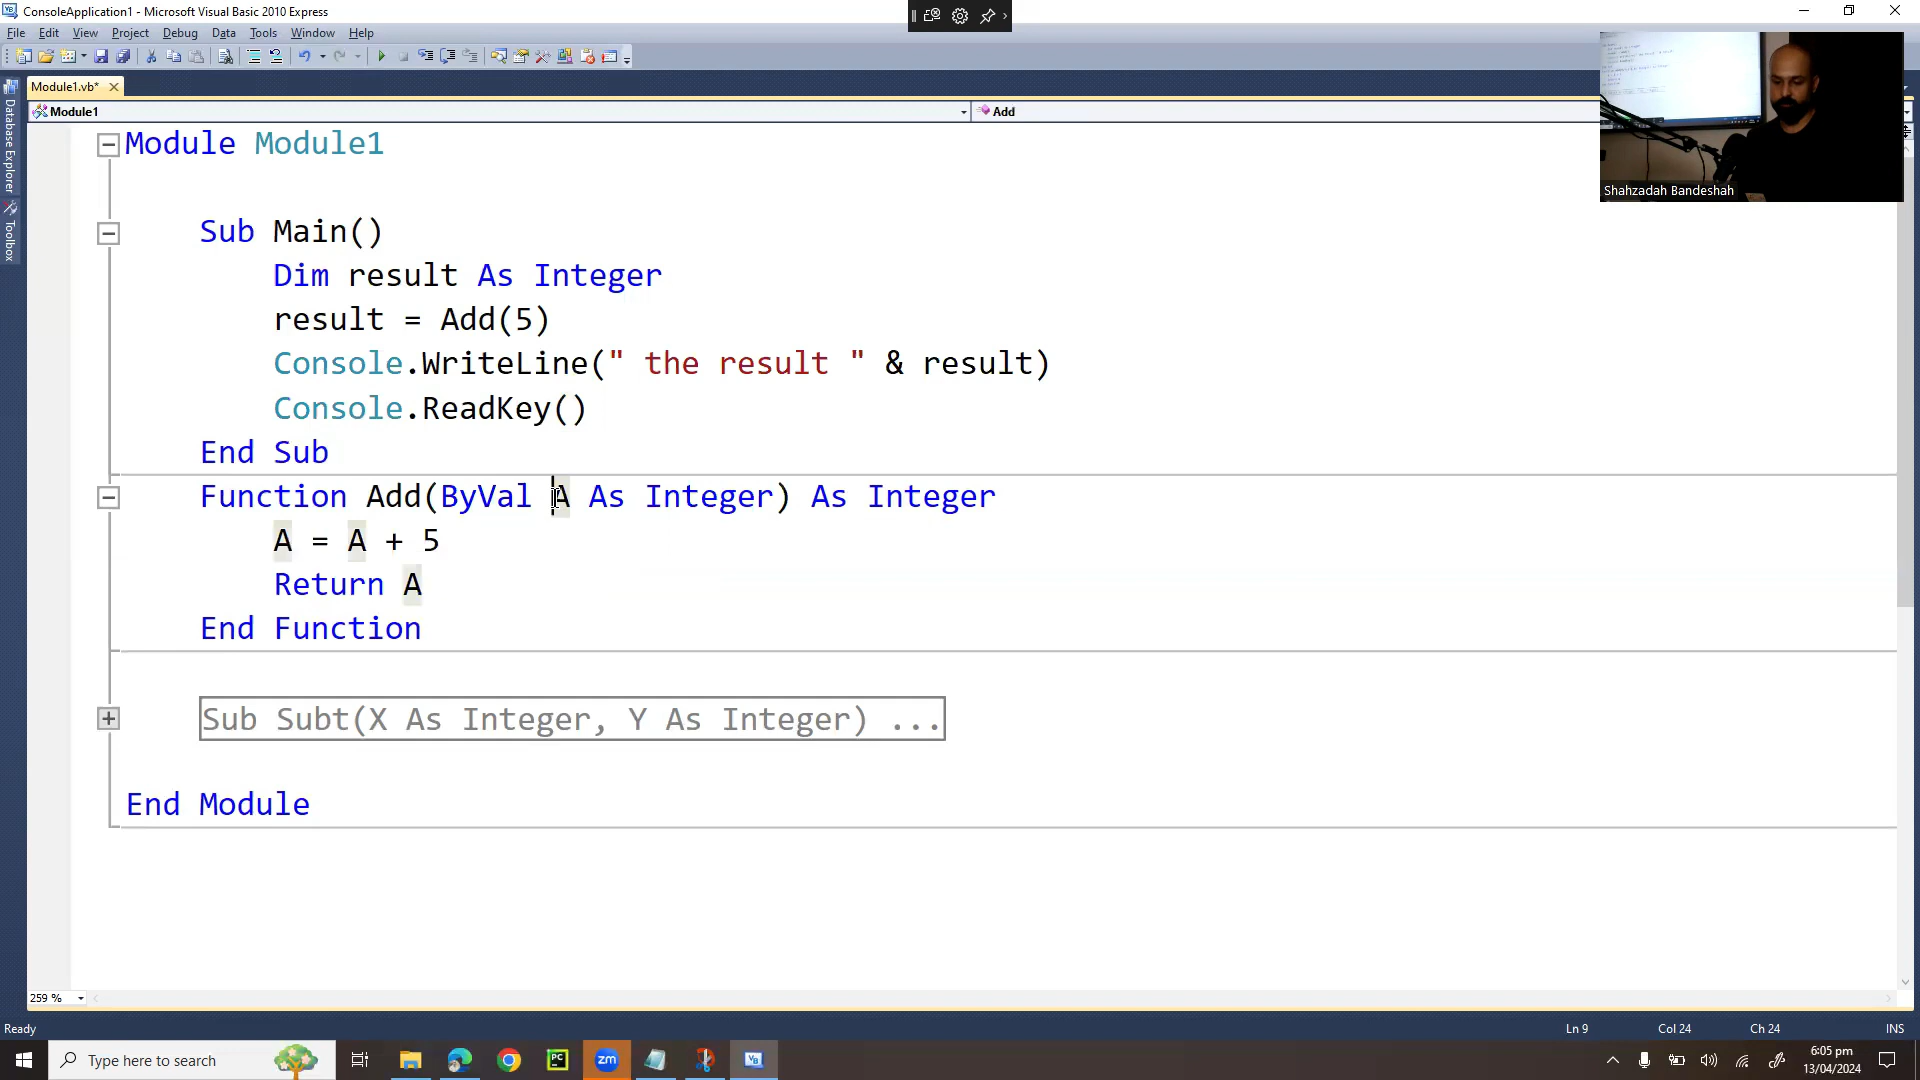 ConsoleApplication1 - Microsoft Visual Basic 2010 Express
File Edit View Project Debug Data Tools Window Help
Module1.vb*
Module1
Add
Database Explorer
Toolbox
Shahzadah Bandeshah
Module Module1
Sub Main()
Dim result As Integer
result = Add(5)
Console.WriteLine(" the result " & result)
Console.ReadKey()
End Sub
Function Add(ByVal A As Integer) As Integer
A = A + 5
Return A
End Function
Sub Subt(X As Integer, Y As Integer) ...
End Module
259 %
Ready
Ln 9
Col 24
Ch 24
INS
Type here to search
PC
zm
VB
6:05 pm
13/04/2024